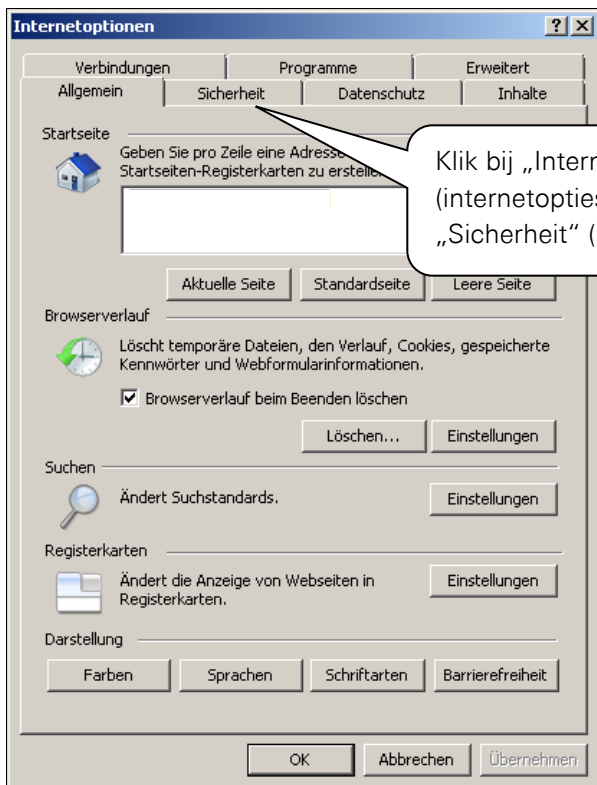 Internetoptionen
Verbindungen Programme Erweitert
Allgemein Sicherheit Datenschutz Inhalte
Startseite
Geben Sie pro Zeile eine Adresse
Startseiten-Registerkarten zu erstellen
Klik bij „Intern
(internetopties
„Sicherheit“ (
Aktuelle Seite Standardseite Leere Seite
Browserverlauf
Löscht temporäre Dateien, den Verlauf, Cookies, gespeicherte
Kennwörter und Webformularinformationen.
Browserverlauf beim Beenden löschen
Löschen... Einstellungen
Suchen
Ändert Suchstandards. Einstellungen
Registerkarten
Ändert die Anzeige von Webseiten in Einstellungen
Registerkarten.
Darstellung
Farben Sprachen Schriftarten Barrierefreiheit
OK Abbrechen Übernehmen